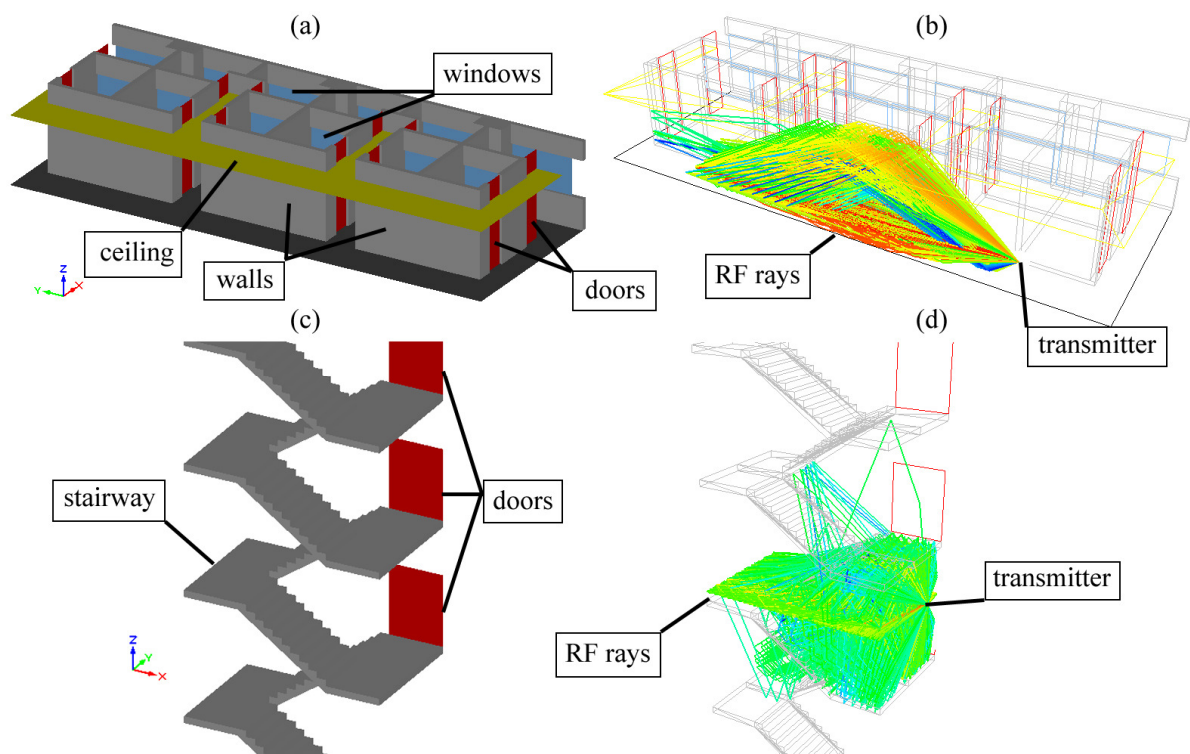 (a)
(b)
windows
ceiling
walls
doors
RF rays
transmitter
Z
Y
X
(c)
(d)
stairway
doors
transmitter
RF rays
Z
Y
X